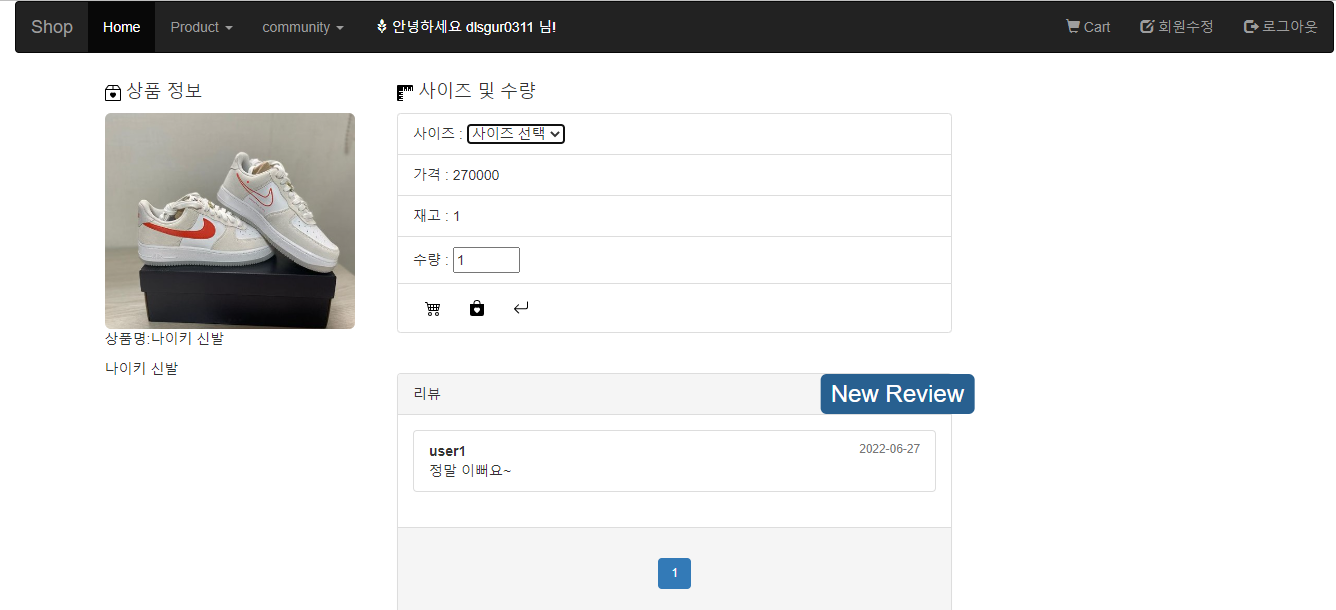 Shop Home Product community 안녕하세요 dlsgur0311 님! Cart 회원수정 로그아웃
상품 정보
상품명:나이키 신발
나이키 신발
사이즈 및 수량
사이즈 : 사이즈 선택
가격 : 270000
재고 : 1
수량 : 1
리뷰 New Review
user1 2022-06-27
정말 이뻐요~
1